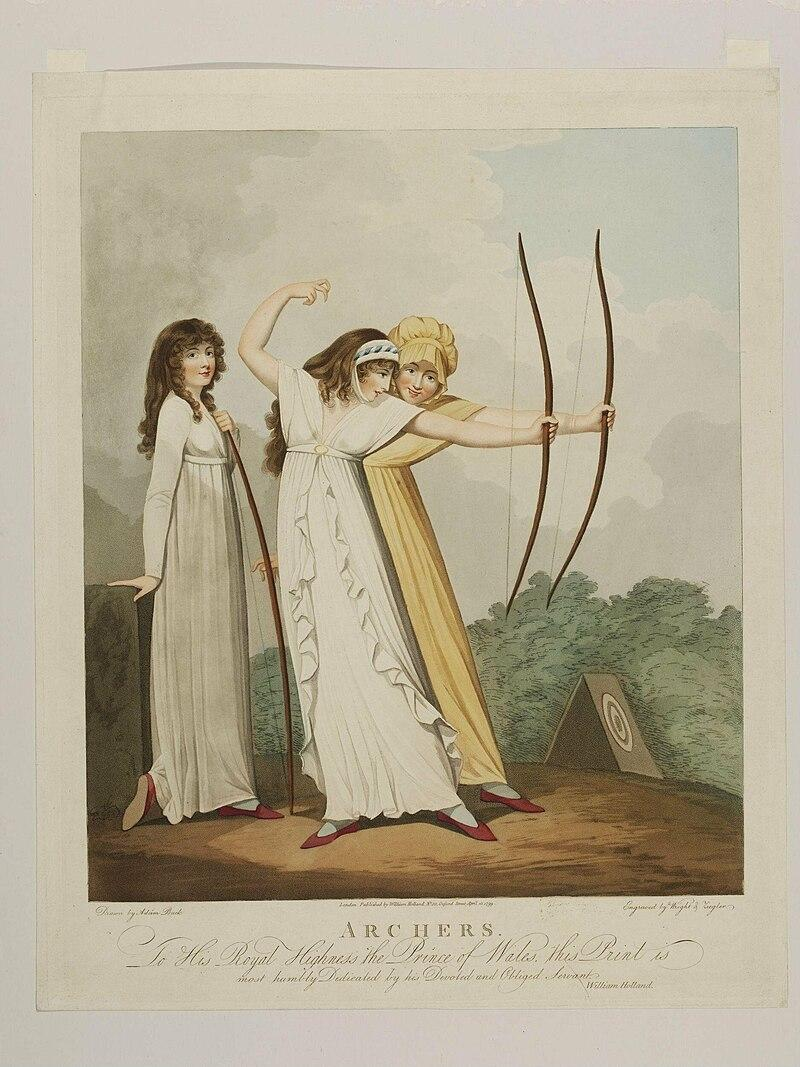 Drawn by Adam Buck.
London. Published by William Holland, No. 50, Oxford Street, April 10, 1799.
Engraved by Wright & Ziegler.
ARCHERS.
To His Royal Highness the Prince of Wales, this Print is
most humbly Dedicated by his Devoted and Obliged Servant.
William Holland.